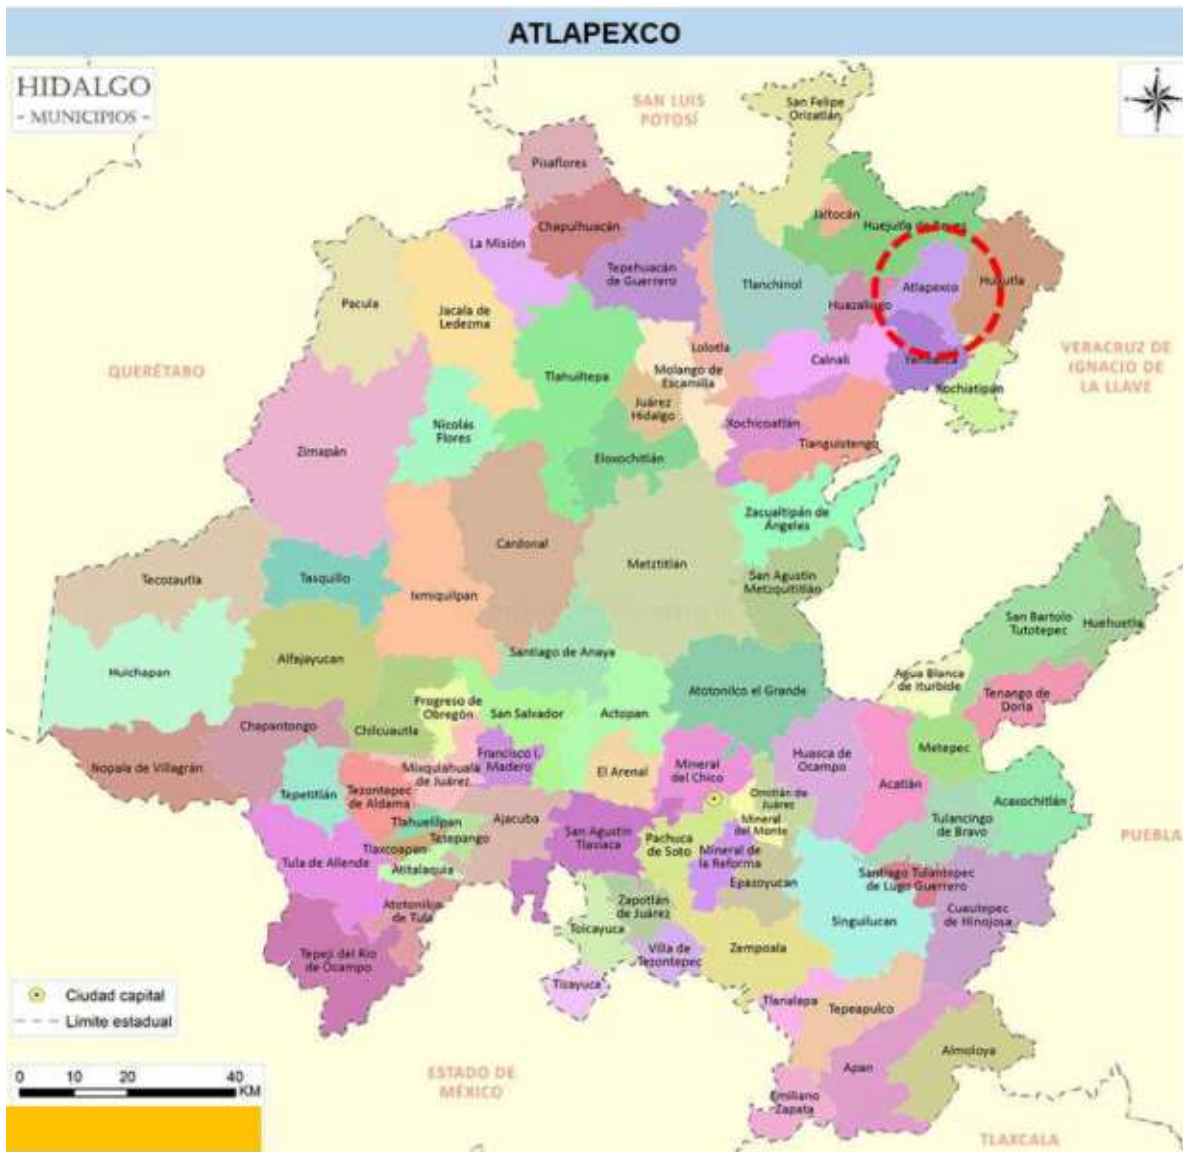 ATLAPEXCO
HIDALGO
- MUNICIPIOS -
SAN LUIS
POTOSÍ
San Felipe
Orizatlán
Pisaflores
Chapulhuacán
La Misión
Jaltocán
Huejutla de Reyes
Tepehuacán
de Guerrero
Tlanchinol
Atlapexco
Huautla
Huazalingo
Pacula
Jacala de
Ledezma
Lolotla
Calnali
Yahualica
VERACRUZ DE
IGNACIO DE
LA LLAVE
QUERÉTARO
Tlahuiltepa
Molango de
Escamilla
Xochiatipán
Juárez
Hidalgo
Nicolás
Flores
Xochicoatlán
Tianguistengo
Zimapán
Eloxochitlán
Zacualtipán de
Ángeles
Cardonal
Metztitlán
San Agustín
Metzquititlán
Tecozautla
Tasquillo
Ixmiquilpan
San Bartolo
Tutotepec
Huehuetla
Santiago de Anaya
Alfajayucan
Huichapan
Agua Blanca
de Iturbide
Atotonilco el Grande
Tenango de
Doria
Progreso de
Obregón
San Salvador
Actopan
Chapantongo
Chilcuautla
Metepec
Huasca de
Ocampo
Nopala de Villagrán
Mixquiahuala
de Juárez
Francisco I.
Madero
El Arenal
Mineral
del Chico
Acatlán
Tepetitlán
Tezontepec
de Aldama
Omitlán de
Juárez
Acaxochitlán
Tlahuelilpan
Ajacuba
Mineral
del Monte
Tulancingo
de Bravo
Tetepango
San Agustín
Tlaxiaca
Pachuca
de Soto
PUEBLA
Tlaxcoapan
Tula de Allende
Mineral de
la Reforma
Atitalaquia
Epazoyucan
Santiago Tulantepec
de Lugo Guerrero
Atotonilco
de Tula
Zapotlán
de Juárez
Cuautepec
de Hinojosa
Singuilucan
Tolcayuca
Villa de
Tezontepec
Zempoala
Tepeji del Río
de Ocampo
Tizayuca
Ciudad capital
Límite estadual
Tlanalapa
Tepeapulco
Almoloya
Apan
ESTADO DE
MÉXICO
0 10 20 40
KM
Emiliano
Zapata
TLAXCALA